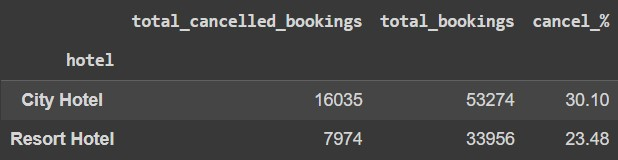 total_cancelled_bookings total_bookings cancel_%
hotel
City Hotel 16035 53274 30.10
Resort Hotel 7974 33956 23.48